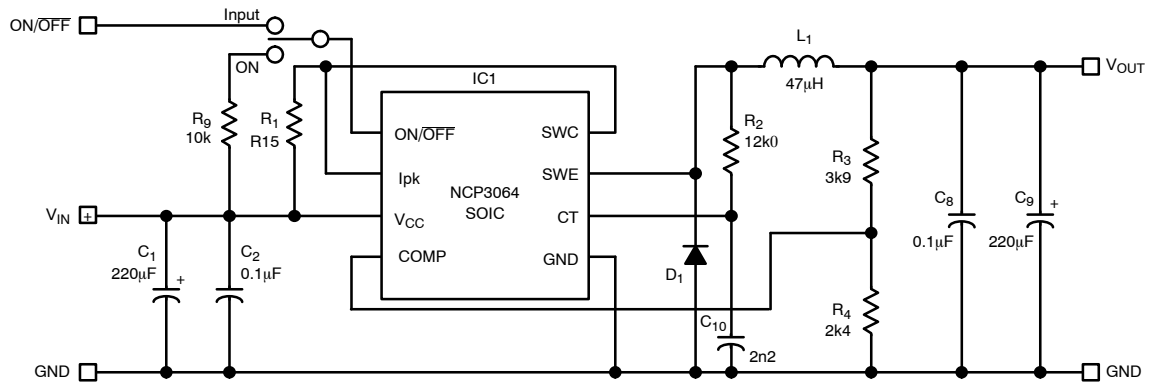 ON/OFF
Input
ON
R9
10k
R1
R15
IC1
ON/OFF
SWC
Ipk
SWE
NCP3064
SOIC
VCC
CT
COMP
GND
L1
47µH
VOUT
R2
12k0
R3
3k9
VIN
+
C1
220µF
+
C2
0.1µF
D1
C8
0.1µF
C9
220µF
+
R4
2k4
C10
2n2
GND
GND